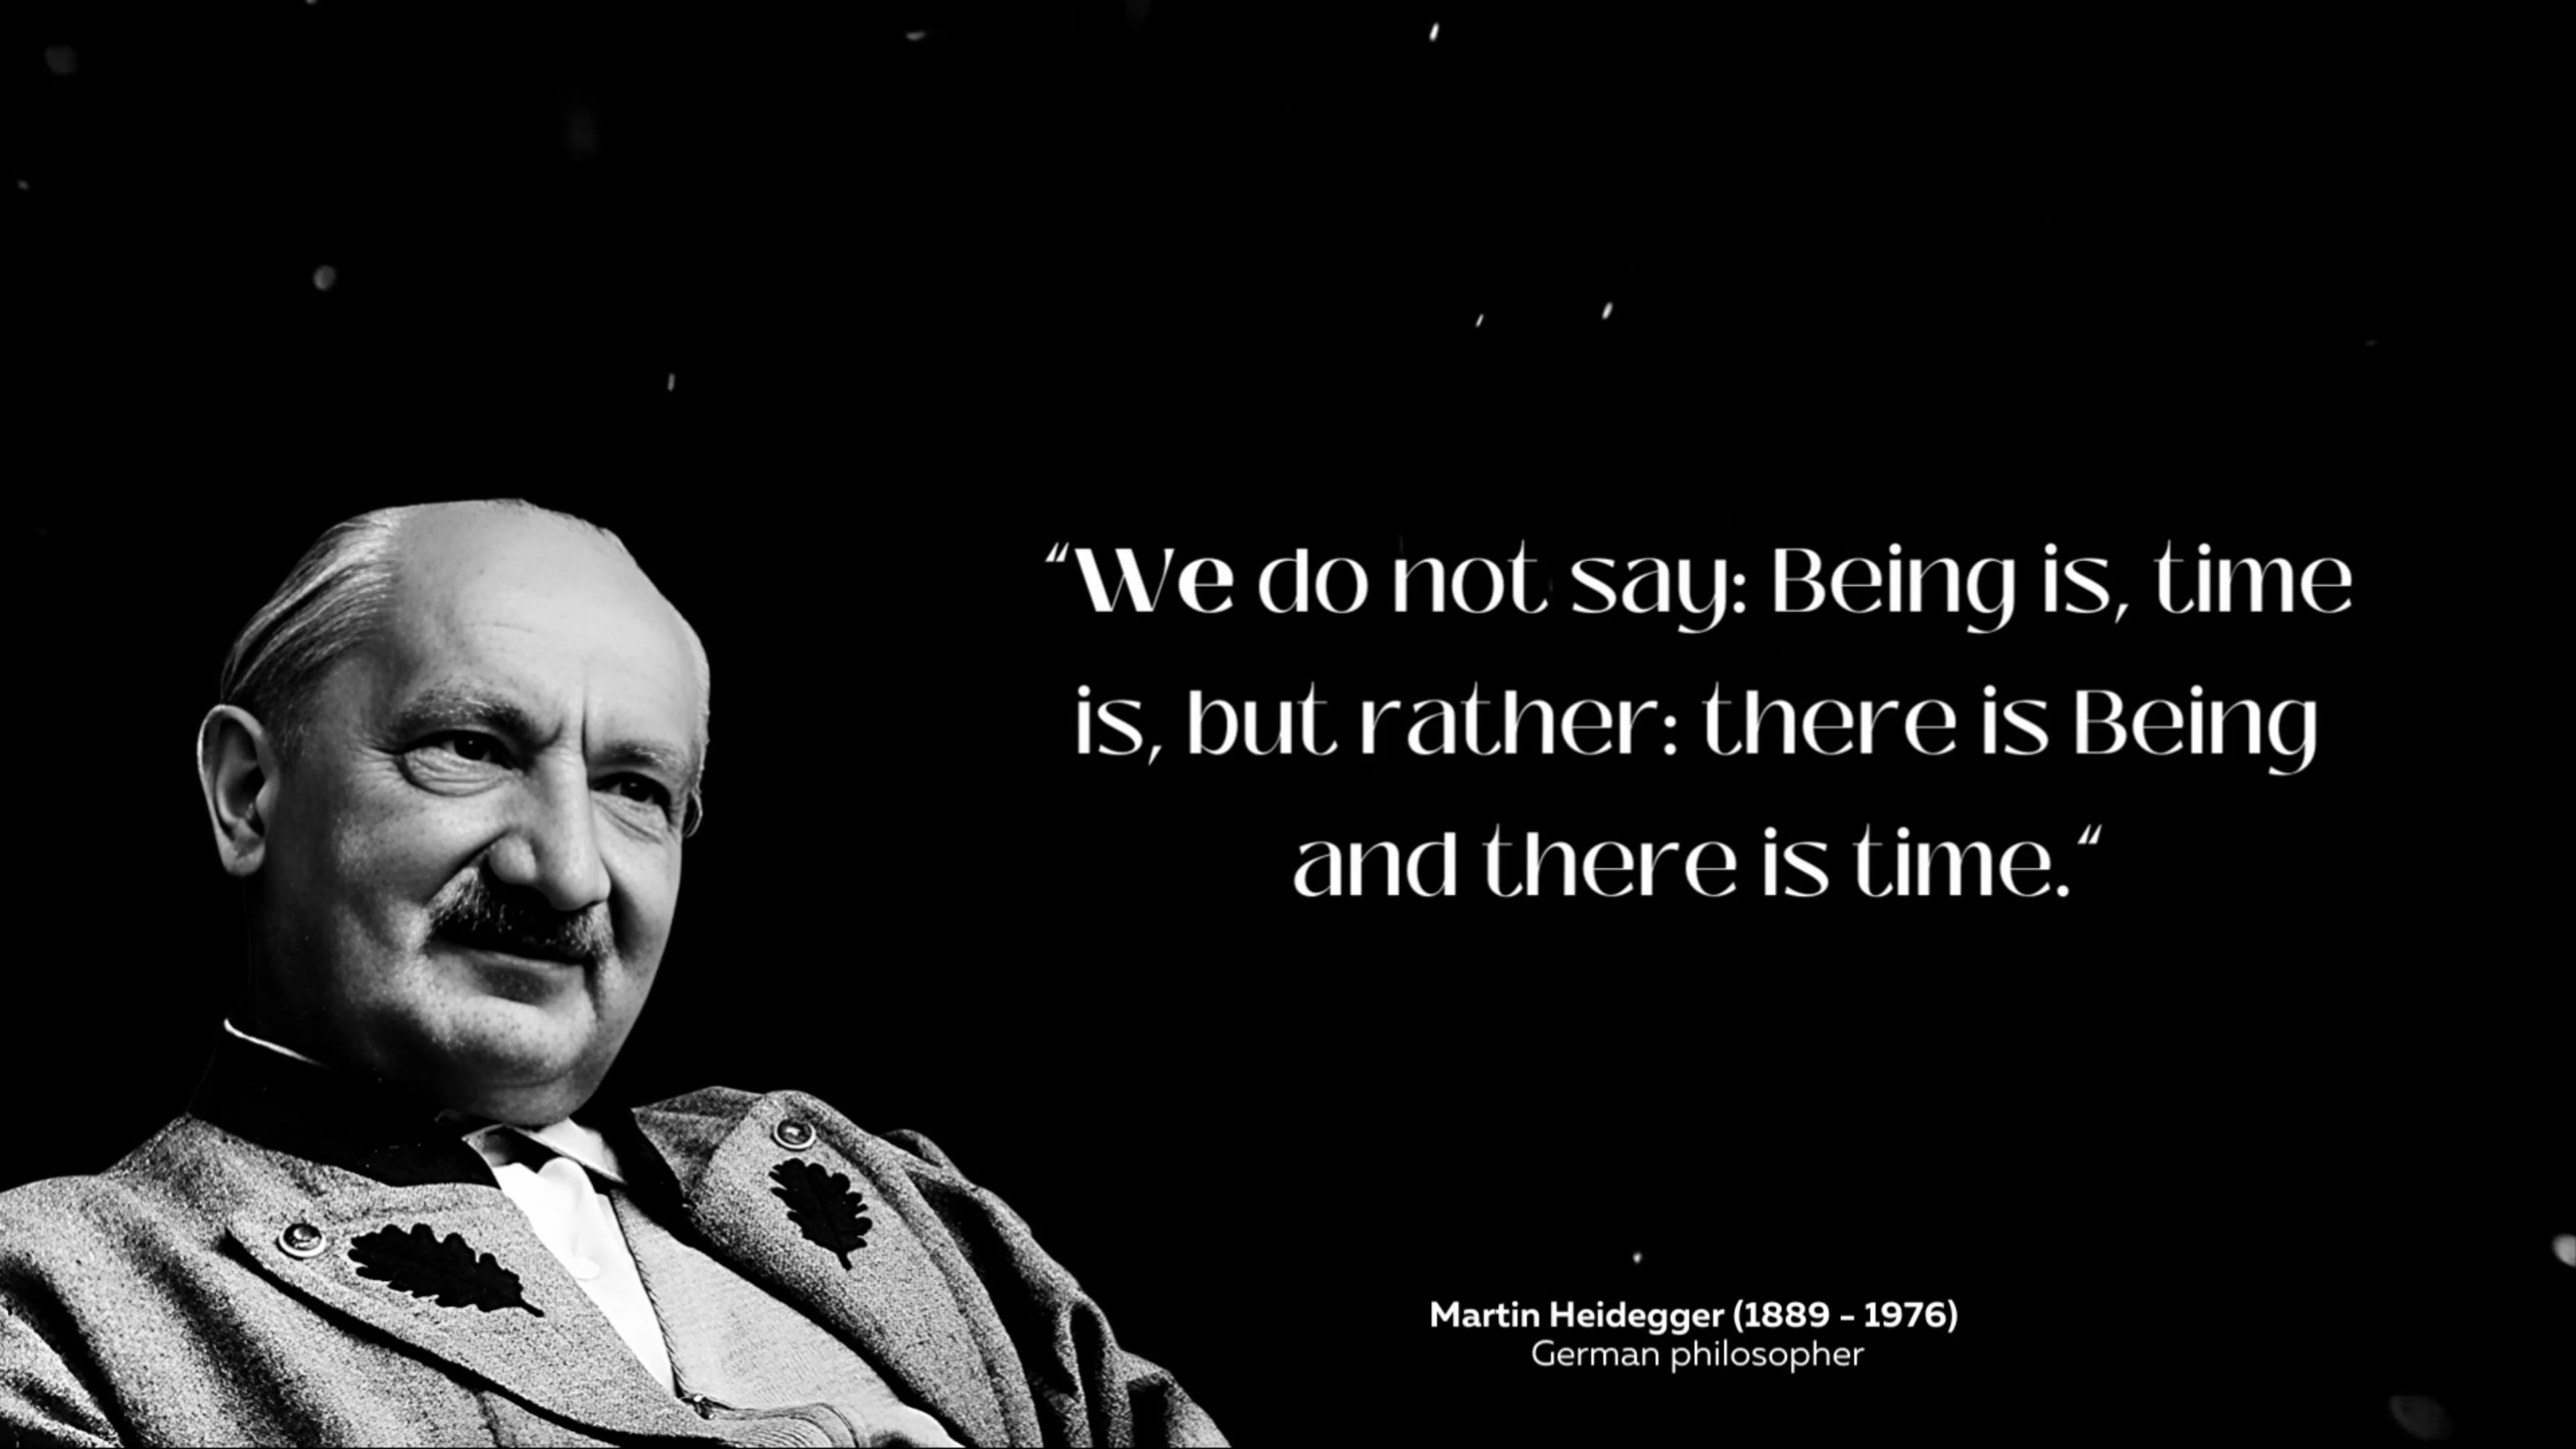 “We do not say: Being is, time
is, but rather: there is Being
and there is time.“
Martin Heidegger (1889 - 1976)
German philosopher